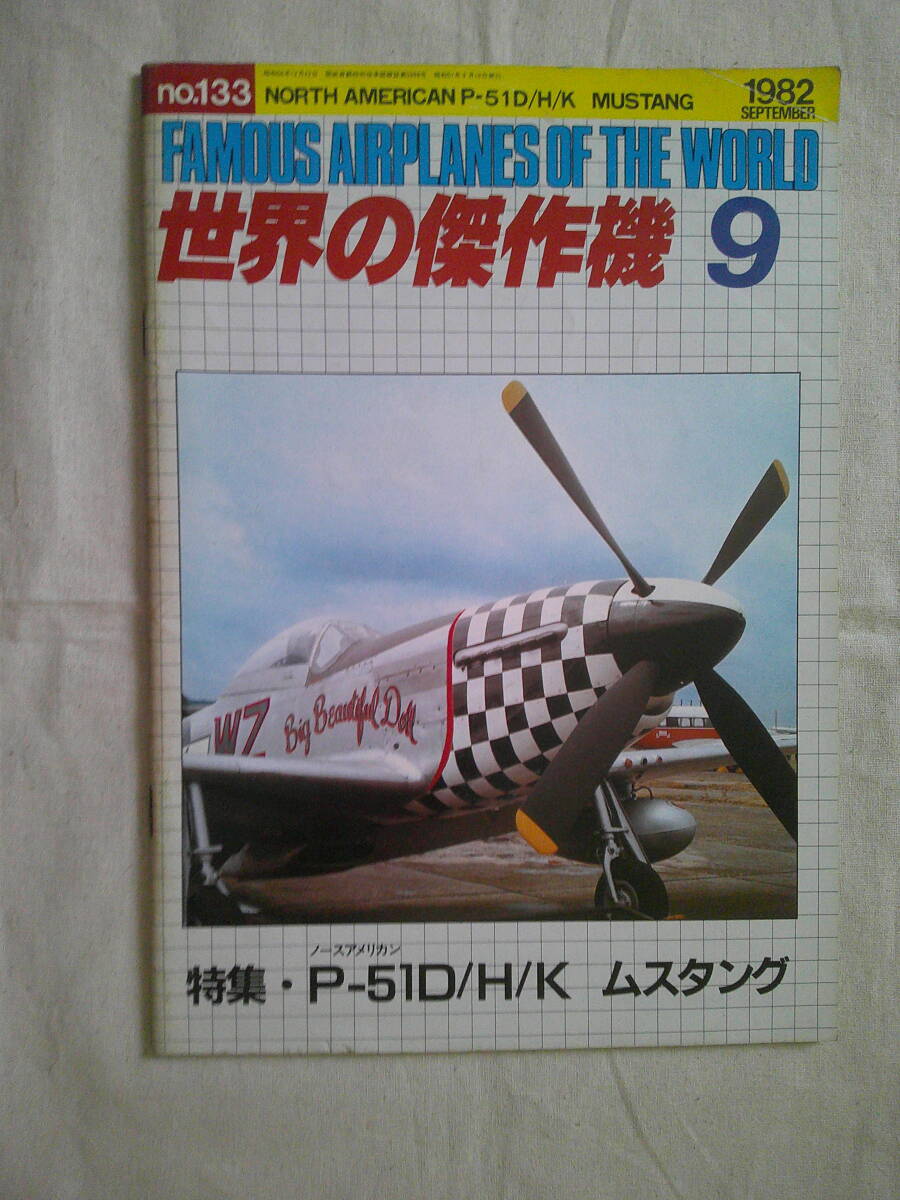 no.133
NORTH AMERICAN P-51D/H/K MUSTANG
1982
SEPTEMBER
FAMOUS AIRPLANES OF THE WORLD
世界の傑作機 9
WZ
Big Beautiful Doll
ノースアメリカン
特集・P-51D/H/K ムスタング